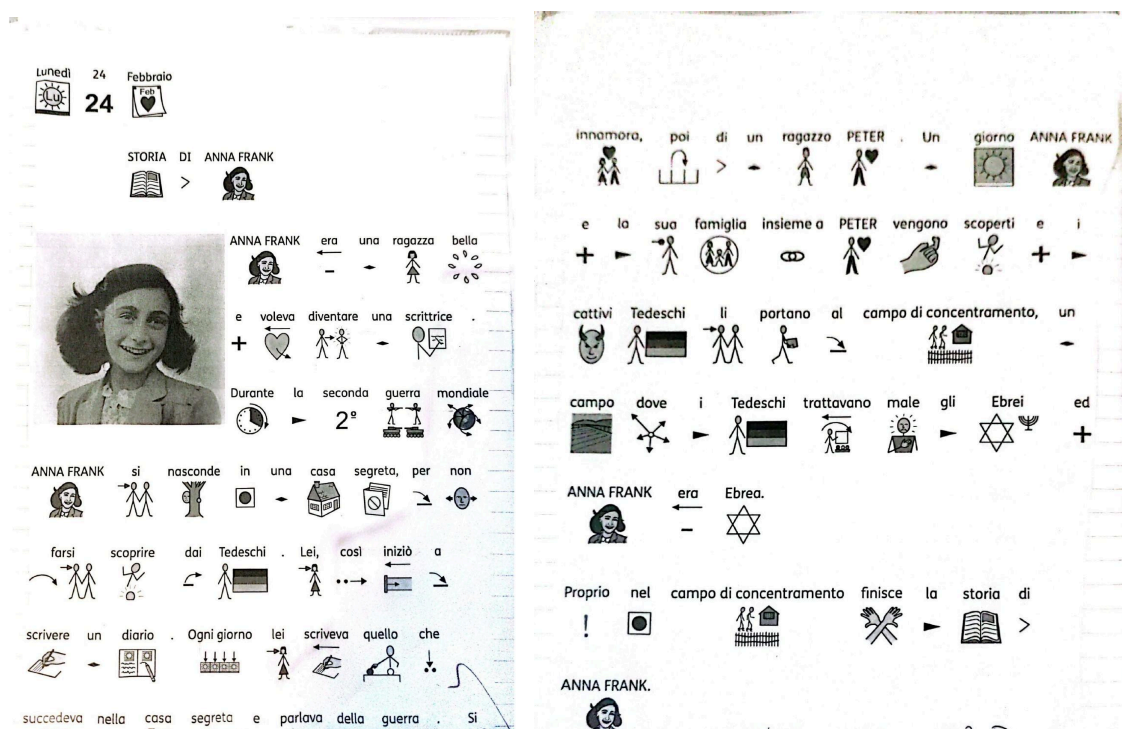 Lunedì 24 Febbraio
Lu 24 Feb
STORIA DI ANNA FRANK
ANNA FRANK era una ragazza bella
e voleva diventare una scrittrice .
Durante la seconda guerra mondiale
2º
ANNA FRANK si nasconde in una casa segreta, per non
farsi scoprire dai Tedeschi . Lei, così iniziò a
scrivere un diario . Ogni giorno lei scriveva quello che
succedeva nella casa segreta e parlava della guerra . Si
innamora, poi di un ragazzo PETER . Un giorno ANNA FRANK
e la sua famiglia insieme a PETER vengono scoperti e i
cattivi Tedeschi li portano al campo di concentramento, un
campo dove i Tedeschi trattavano male gli Ebrei ed
ANNA FRANK era Ebrea.
Proprio nel campo di concentramento finisce la storia di
ANNA FRANK.